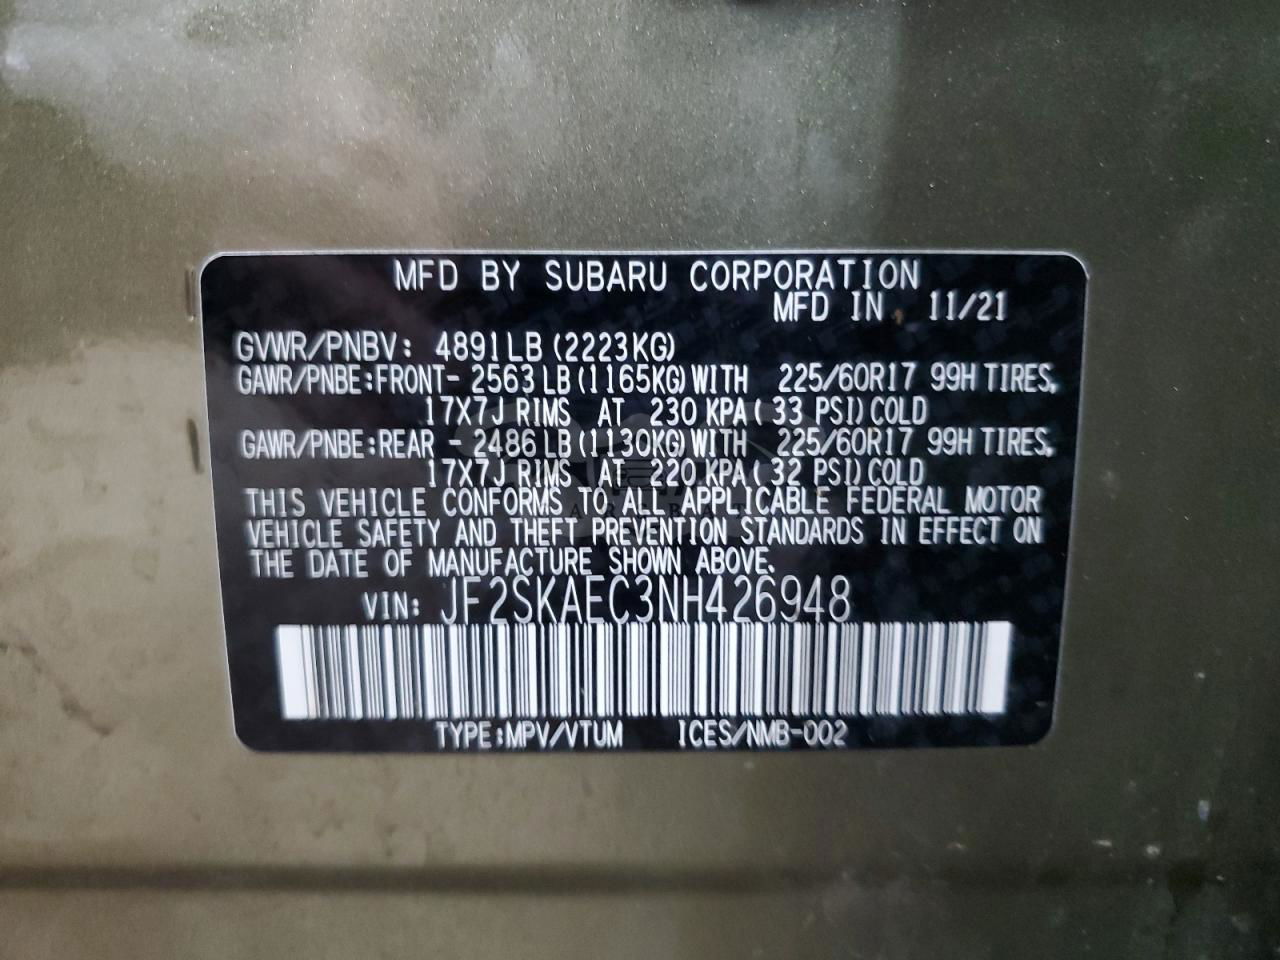 MFD BY SUBARU CORPORATION
MFD IN 11/21
GVWR/PNBV: 4891LB (2223KG)
GAWR/PNBE:FRONT- 2563LB (1165KG) WITH 225/60R17 99H TIRES,
17X7J RIMS AT 230 KPA( 33 PSI) COLD
GAWR/PNBE:REAR - 2486LB (1130KG) WITH 225/60R17 99H TIRES,
17X7J RIMS AT 220 KPA( 32 PSI) COLD
THIS VEHICLE CONFORMS TO ALL APPLICABLE FEDERAL MOTOR
VEHICLE SAFETY AND THEFT PREVENTION STANDARDS IN EFFECT ON
THE DATE OF MANUFACTURE SHOWN ABOVE.
VIN: JF2SKAEC3NH426948
TYPE:MPV/VTUM ICES/NMB-002